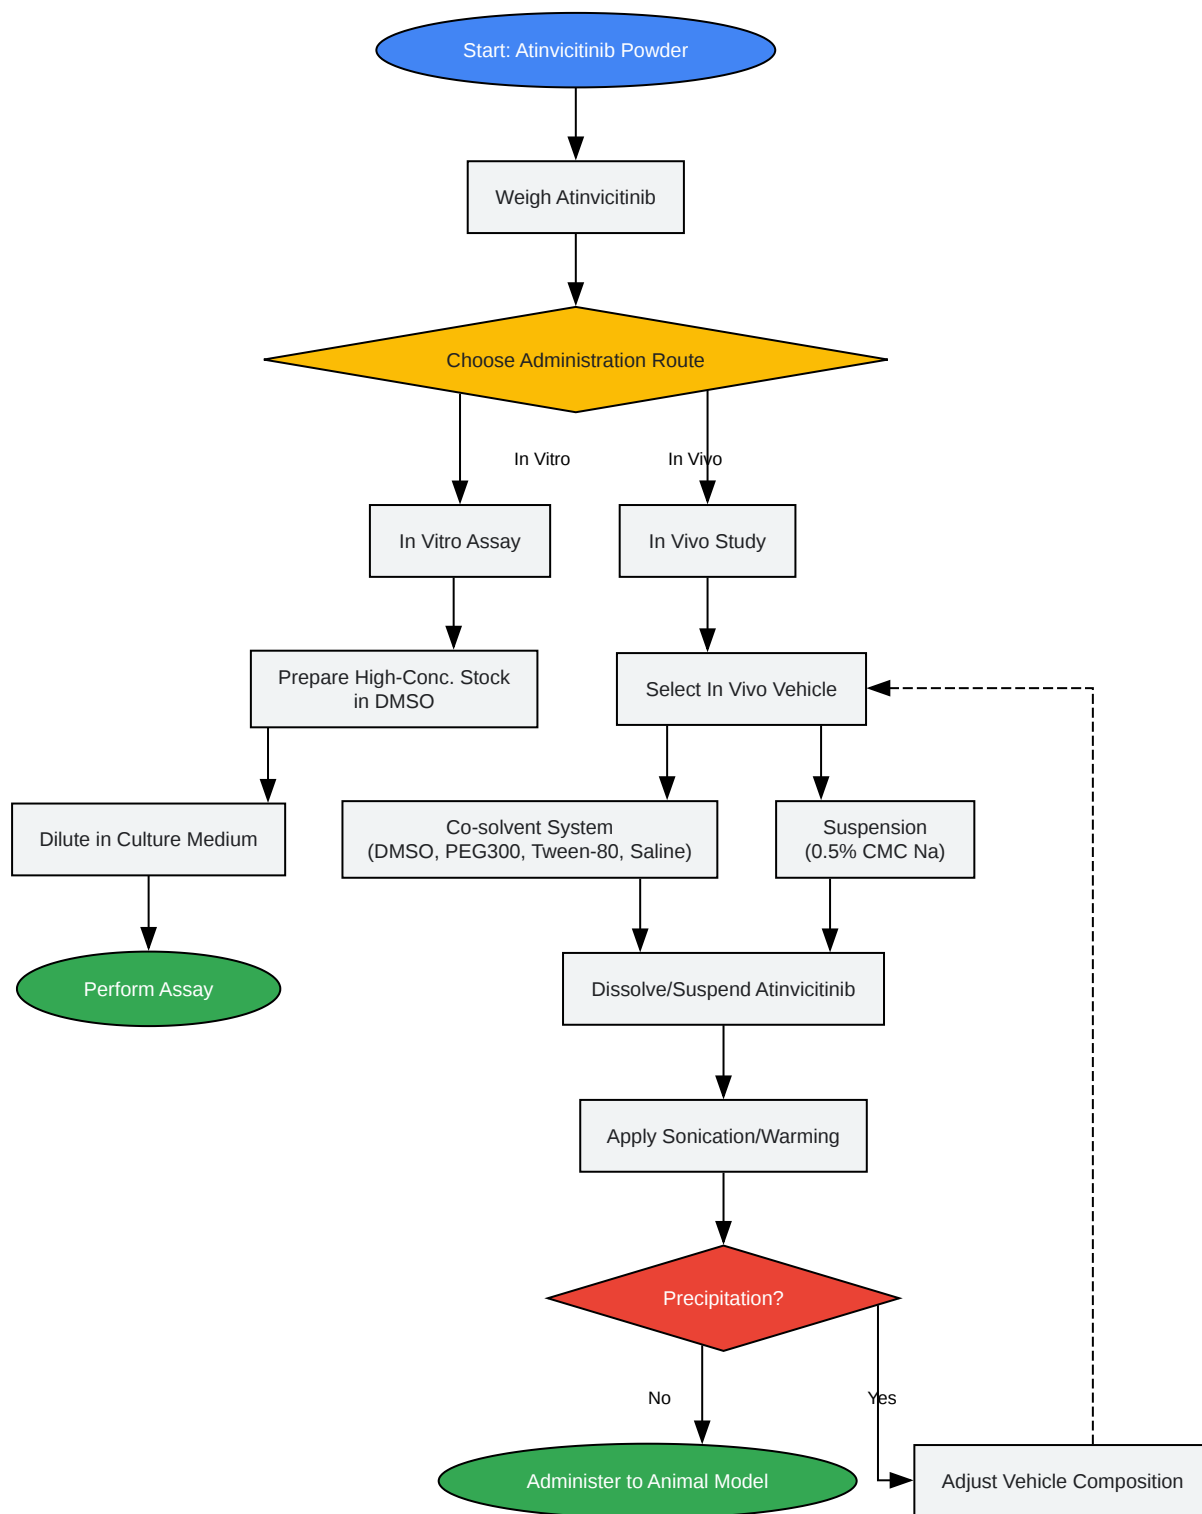 Start: Atinvicitinib Powder
Weigh Atinvicitinib
Choose Administration Route
In Vitro
In Vivo
In Vitro Assay
In Vivo Study
Prepare High-Conc. Stock
in DMSO
Select In Vivo Vehicle
Dilute in Culture Medium
Co-solvent System
(DMSO, PEG300, Tween-80, Saline)
Suspension
(0.5% CMC Na)
Perform Assay
Dissolve/Suspend Atinvicitinib
Apply Sonication/Warming
Precipitation?
No
Yes
Administer to Animal Model
Adjust Vehicle Composition